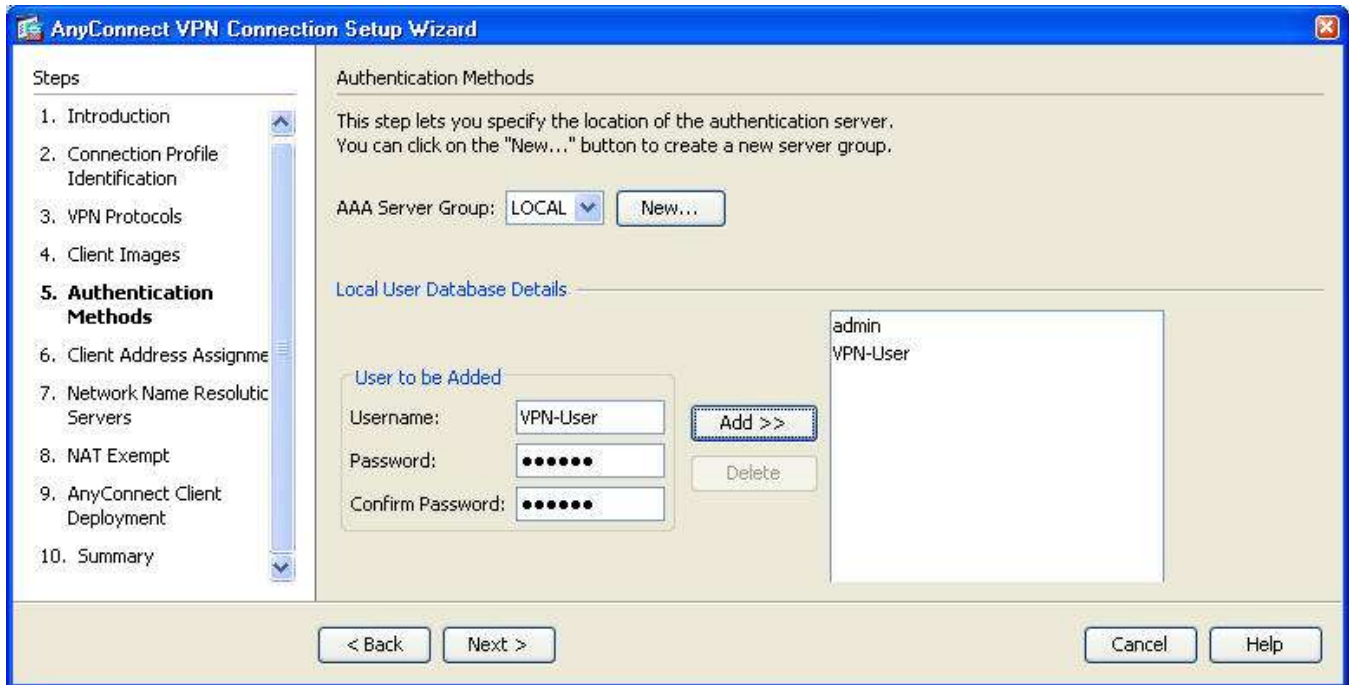 AnyConnect VPN Connection Setup Wizard
Steps
1. Introduction
2. Connection Profile
Identification
3. VPN Protocols
4. Client Images
5. Authentication
Methods
6. Client Address Assignme
7. Network Name Resolutic
Servers
8. NAT Exempt
9. AnyConnect Client
Deployment
10. Summary
Authentication Methods
This step lets you specify the location of the authentication server.
You can click on the "New..." button to create a new server group.
AAA Server Group: LOCAL New...
Local User Database Details
User to be Added
Username: VPN-User
Password: ●●●●●●
Confirm Password: ●●●●●●
Add >>
Delete
admin
VPN-User
< Back Next > Cancel Help